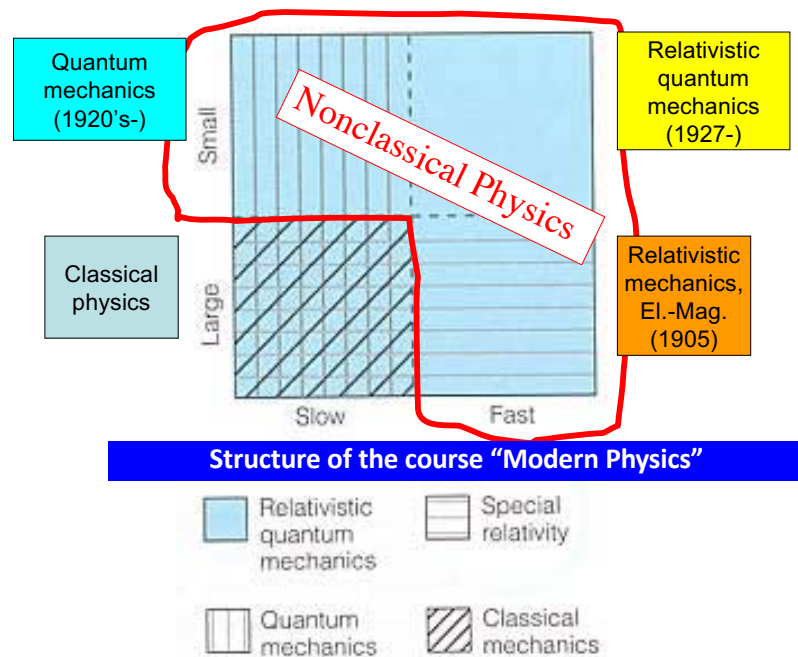 Quantum
mechanics
(1920's-)
Relativistic
quantum
mechanics
(1927-)
Small
Nonclassical Physics
Classical
physics
Large
Relativistic
mechanics,
El.-Mag.
(1905)
Slow
Fast
Structure of the course “Modern Physics”
Relativistic
quantum
mechanics
Special
relativity
Quantum
mechanics
Classical
mechanics